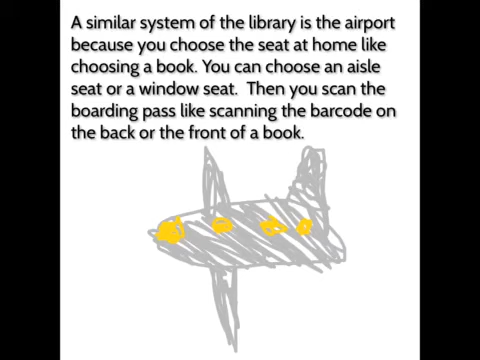 A similar system of the library is the airport
because you choose the seat at home like
choosing a book. You can choose an aisle
seat or a window seat.  Then you scan the
boarding pass like scanning the barcode on
the back or the front of a book.